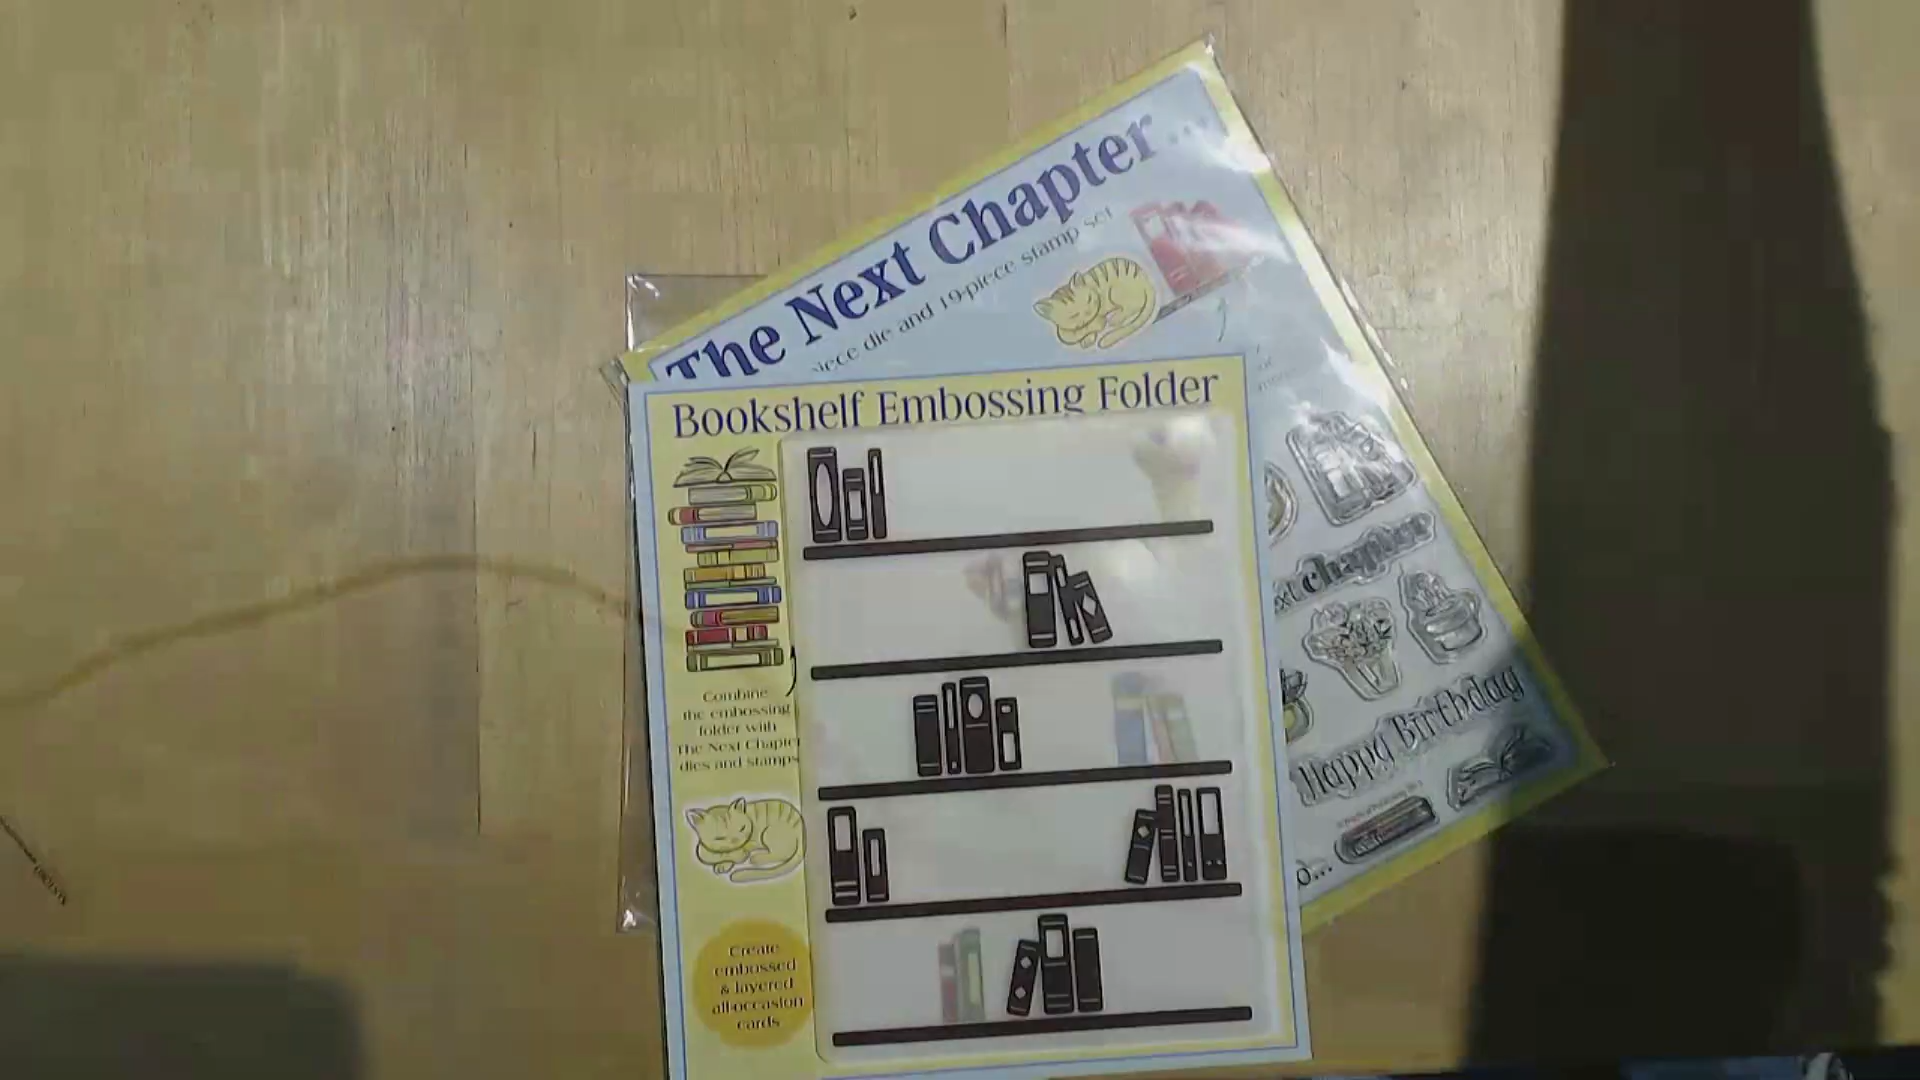 The Next Chapter...
piece die and 19-piece stamp set
Bookshelf Embossing Folder
Combine
the embossing
folder with
The Next Chapter
dies and stamps
Create
embossed
& layered
all-occasion
cards
chapter
Happy Birthday